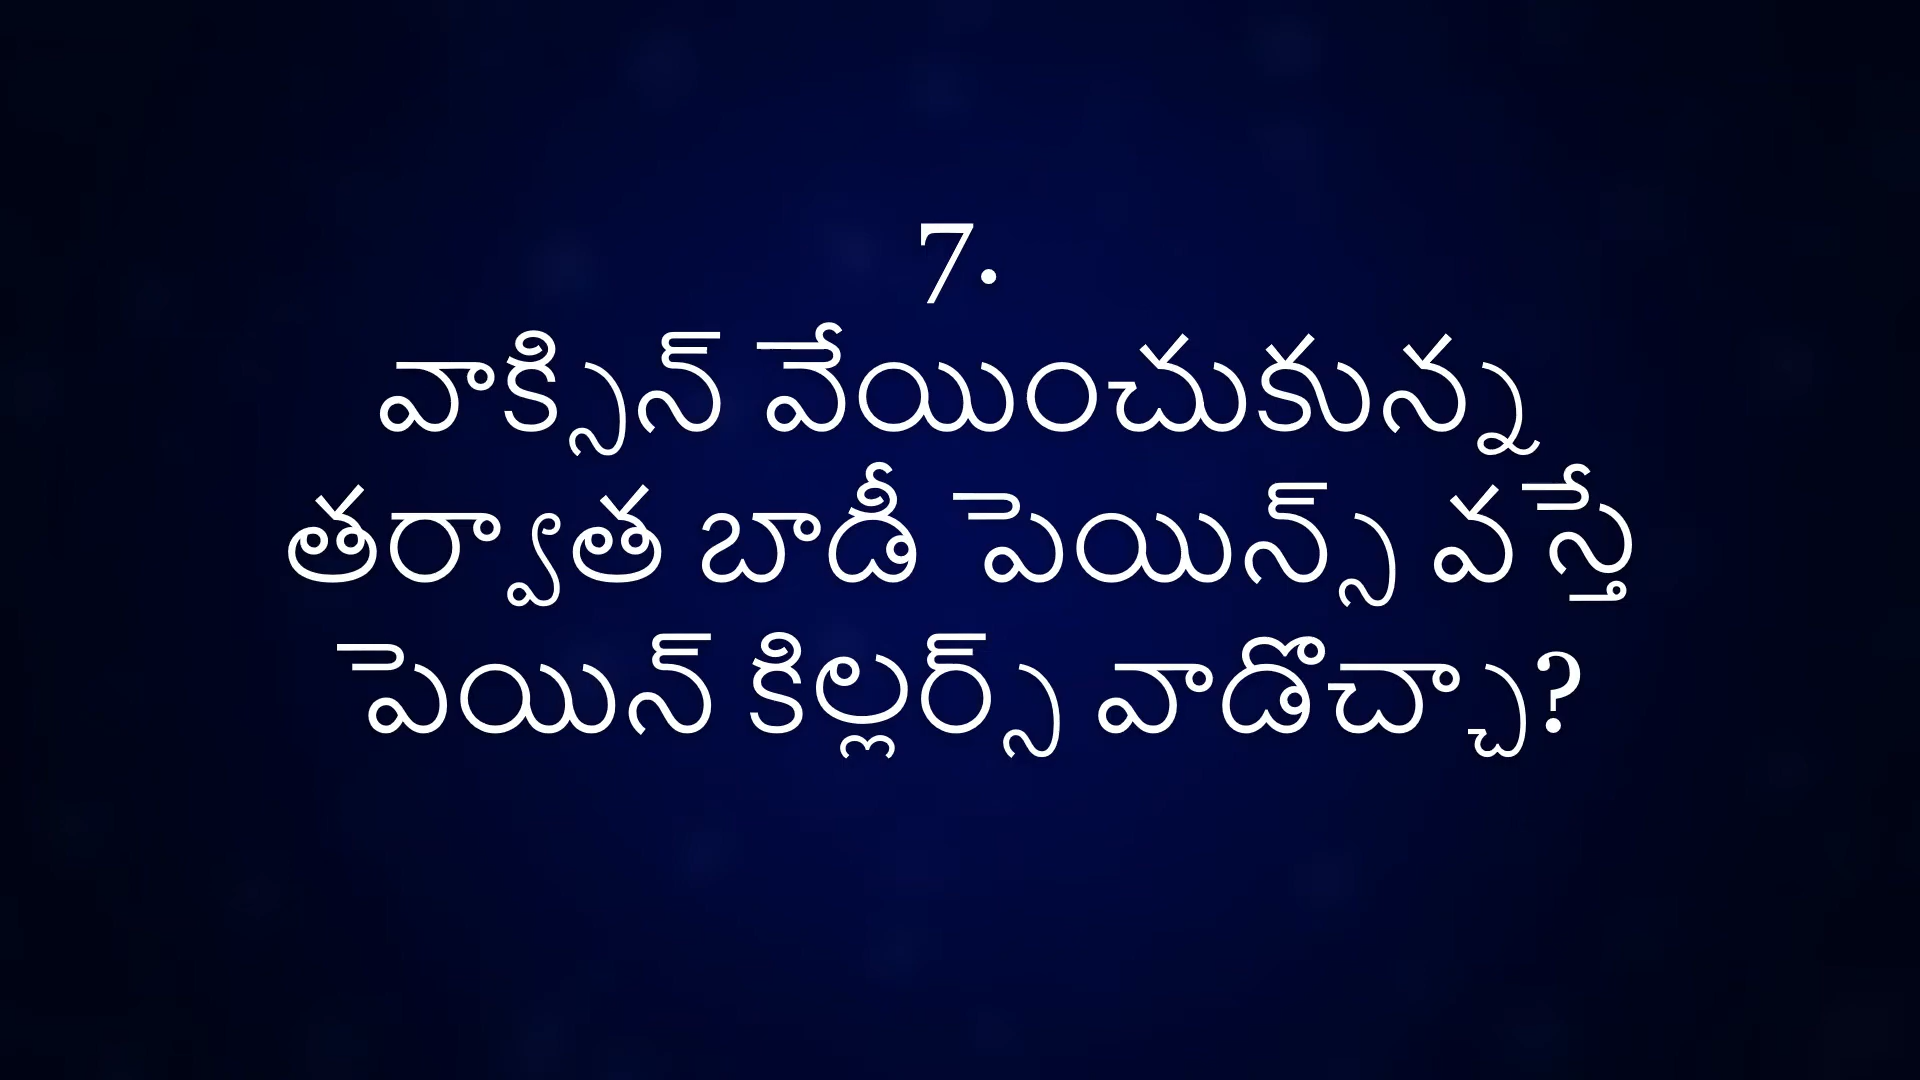 7.
వాక్సిన్ వేయించుకున్న
తర్వాత బాడీ పెయిన్స్ వస్తే
పెయిన్ కిల్లర్స్ వాడొచ్చా?